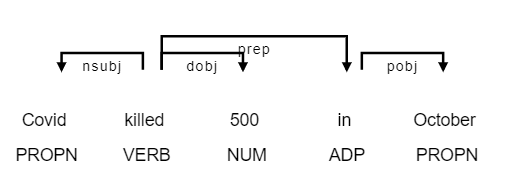 prep
nsubj dobj pobj
Covid killed 500 in October
PROPN VERB NUM ADP PROPN